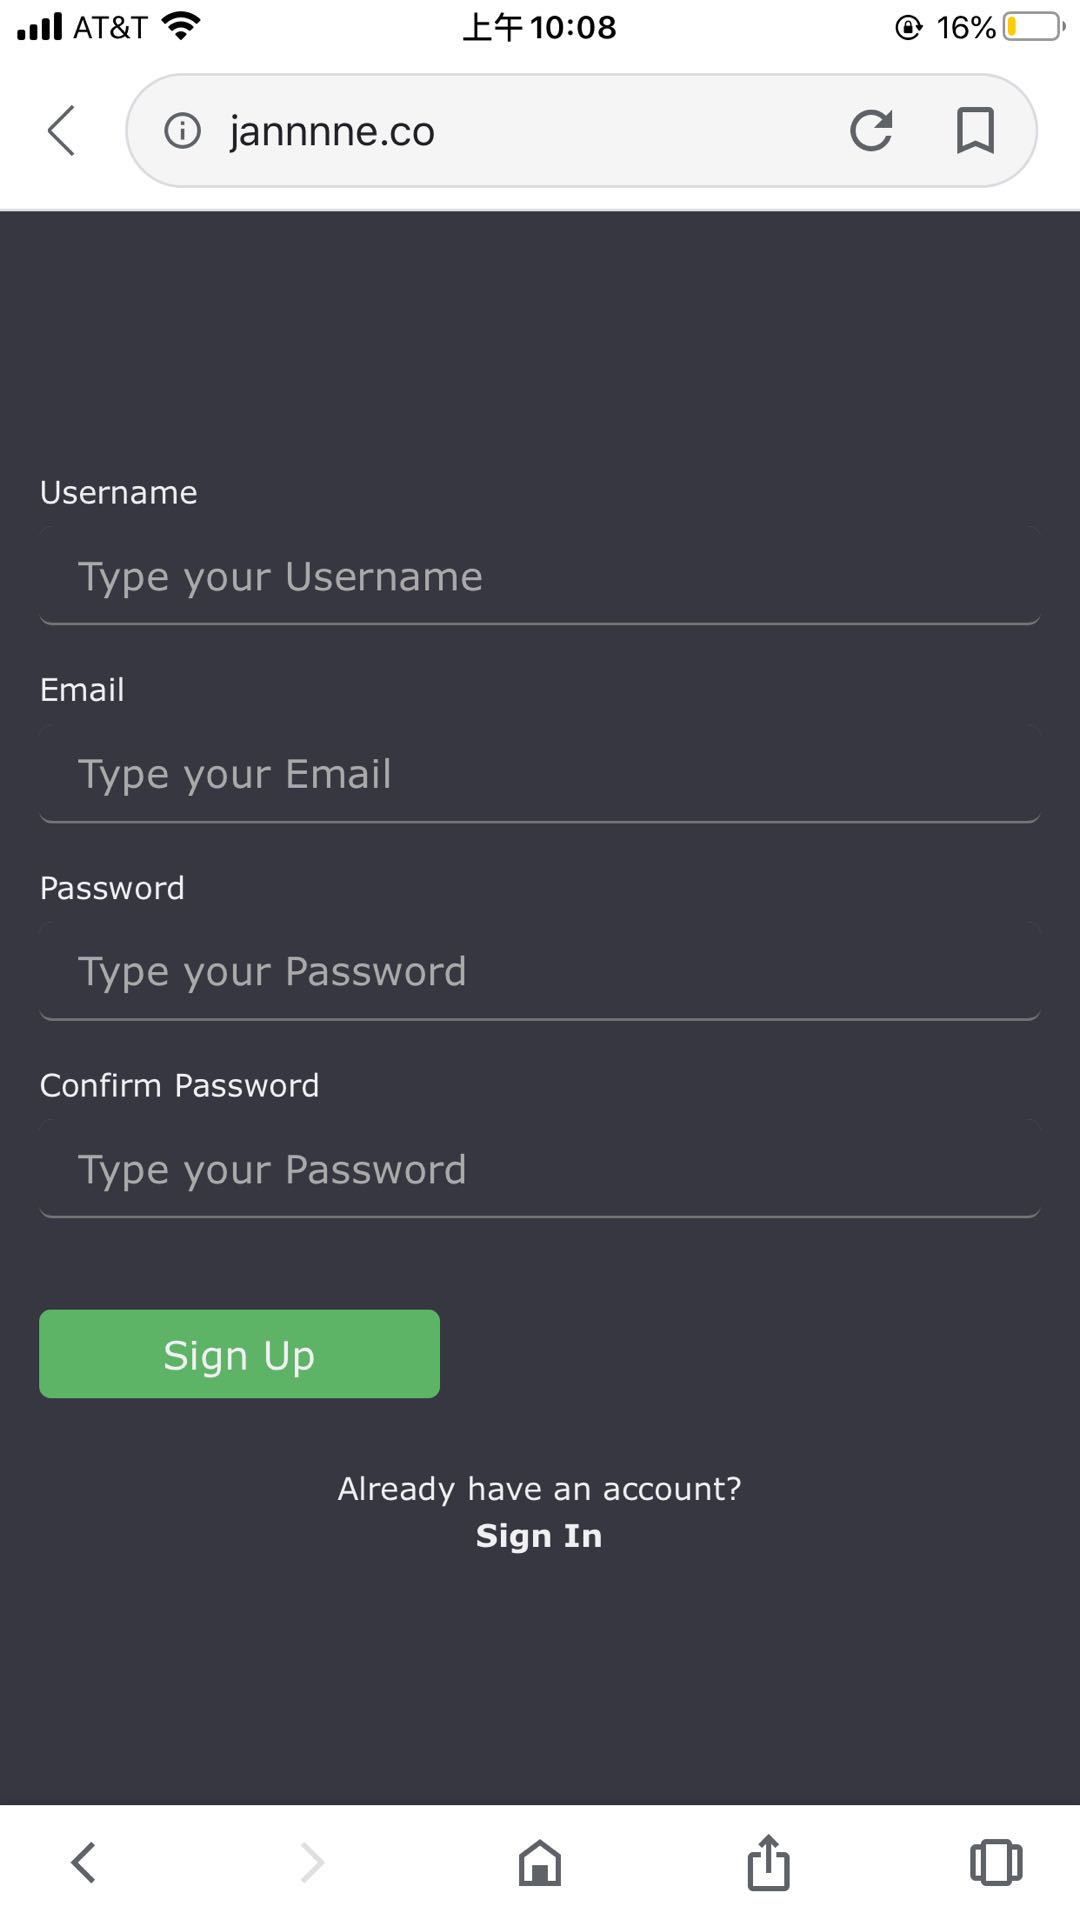 AT&T 上午10:08 16%
jannnne.co
Username
Type your Username
Email
Type your Email
Password
Type your Password
Confirm Password
Type your Password
Sign Up
Already have an account?
Sign In